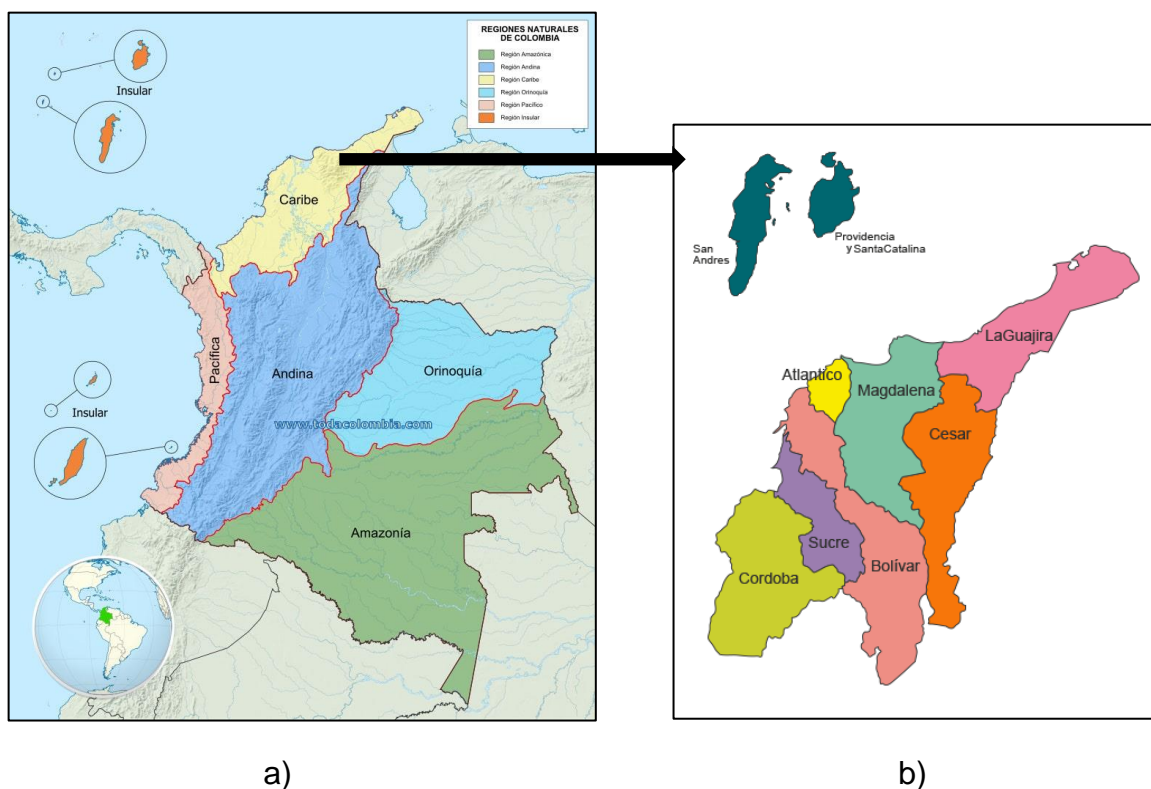 REGIONES NATURALES
DE COLOMBIA
Región Amazónica
Región Andina
Región Caribe
Región Orinoquía
Región Pacífico
Región Insular
Insular
Caribe
Pacífica
Andina
Orinoquía
www.todacolombia.com
Insular
Amazonía
a)
San
Andres
Providencia
y SantaCatalina
LaGuajira
Atlantico
Magdalena
Cesar
Sucre
Bolívar
Cordoba
b)